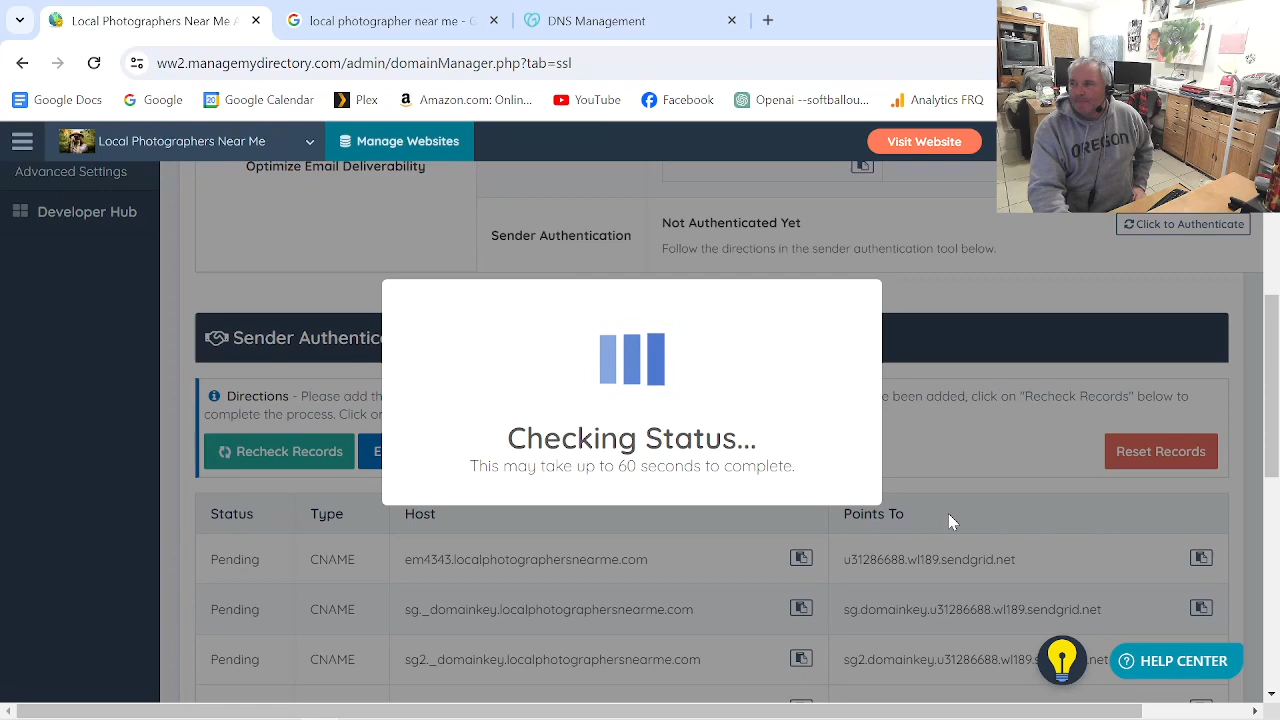 Local Photographers Near Me A
local photographer near me - G
DNS Management
ww2.managemydirectory.com/admin/domainManager.php?tab=ssl
Google Docs
Google
Google Calendar
Plex
Amazon.com: Onlin...
YouTube
Facebook
Openai --softballou...
Analytics FRQ
Local Photographers Near Me
Manage Websites
Visit Website
OREGON
Advanced Settings
Developer Hub
Optimize Email Deliverability
Sender Authentication
Not Authenticated Yet
Follow the directions in the sender authentication tool below.
Click to Authenticate
Sender Authentica
Directions - Please add th
been added, click on "Recheck Records" below to
complete the process. Click on
Recheck Records
E
Reset Records
Checking Status...
This may take up to 60 seconds to complete.
Status Type Host Points To
Pending CNAME em4343.localphotographersnearme.com u31286688.wl189.sendgrid.net
Pending CNAME sg._domainkey.localphotographersnearme.com sg.domainkey.u31286688.wl189.sendgrid.net
Pending CNAME sg2._domainkey.localphotographersnearme.com sg2.domainkey.u31286688.wl189.sendgrid.net
HELP CENTER